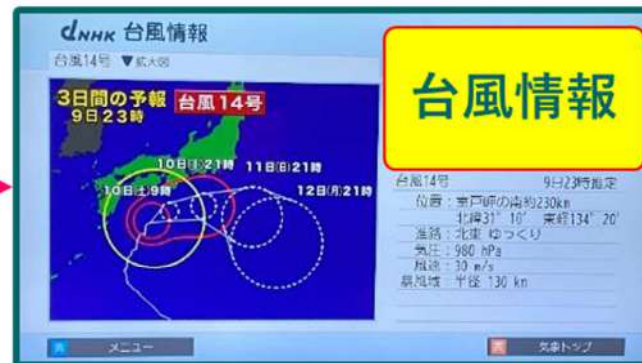 dNHK 台風情報
台風14号 ▼拡大図
台風情報
3日間の予報 台風14号
9日23時
10日(土)21時
11日(日)21時
10日(土)9時
12日(月)21時
台風14号 9日23時推定
位置:室戸岬の南約230km
北緯31° 10' 東経134° 20'
進路:北東 ゆっくり
気圧:980 hPa
風速:30 m/s
暴風域:半径 130 km
メニュー
気象トップ